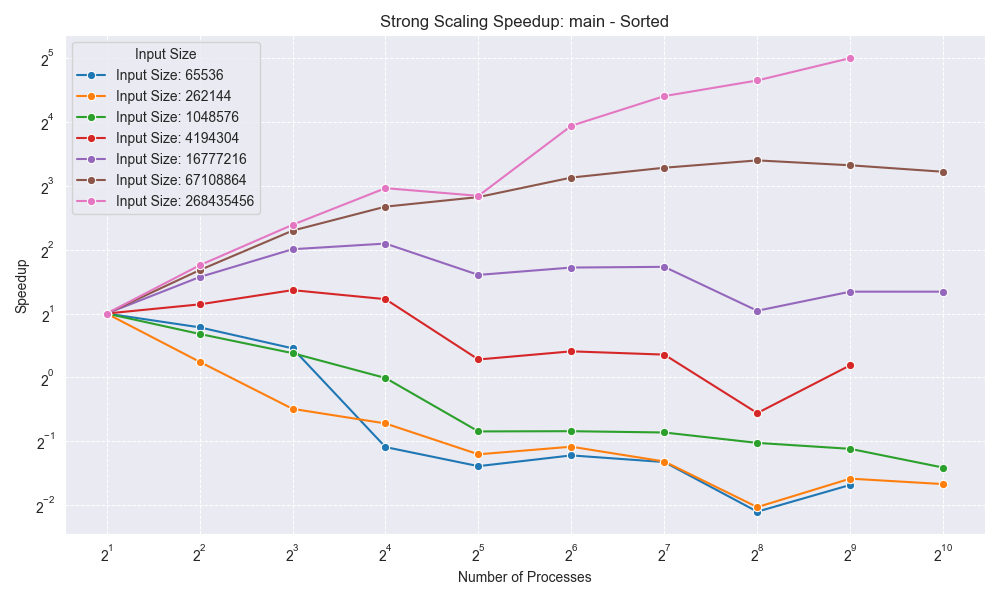 Strong Scaling Speedup: main - Sorted
Input Size
Input Size: 65536
Input Size: 262144
Input Size: 1048576
Input Size: 4194304
Input Size: 16777216
Input Size: 67108864
Input Size: 268435456
Speedup
2^5
2^4
2^3
2^2
2^1
2^0
2^−1
2^−2
2^1 2^2 2^3 2^4 2^5 2^6 2^7 2^8 2^9 2^10
Number of Processes